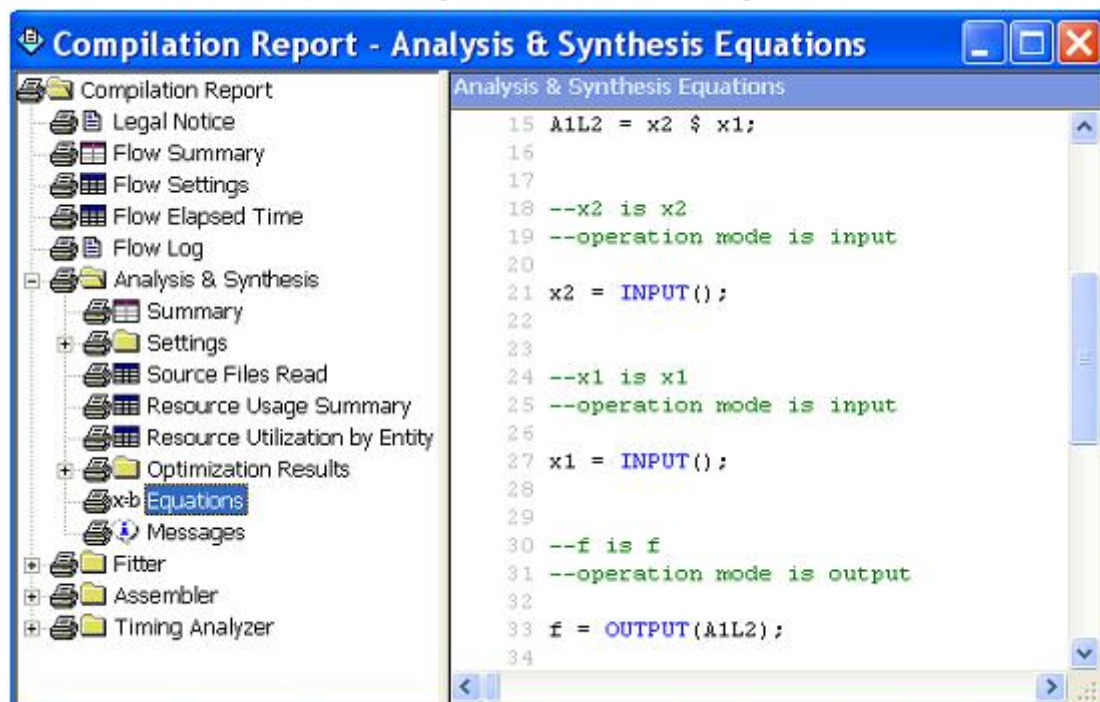 Compilation Report - Analysis & Synthesis Equations
Compilation Report
Legal Notice
Flow Summary
Flow Settings
Flow Elapsed Time
Flow Log
Analysis & Synthesis
Summary
Settings
Source Files Read
Resource Usage Summary
Resource Utilization by Entity
Optimization Results
x=b Equations
Messages
Fitter
Assembler
Timing Analyzer
Analysis & Synthesis Equations
15 A1L2 = x2 $ x1;
16
17
18 --x2 is x2
19 --operation mode is input
20
21 x2 = INPUT();
22
23
24 --x1 is x1
25 --operation mode is input
26
27 x1 = INPUT();
28
29
30 --f is f
31 --operation mode is output
32
33 f = OUTPUT(A1L2);
34